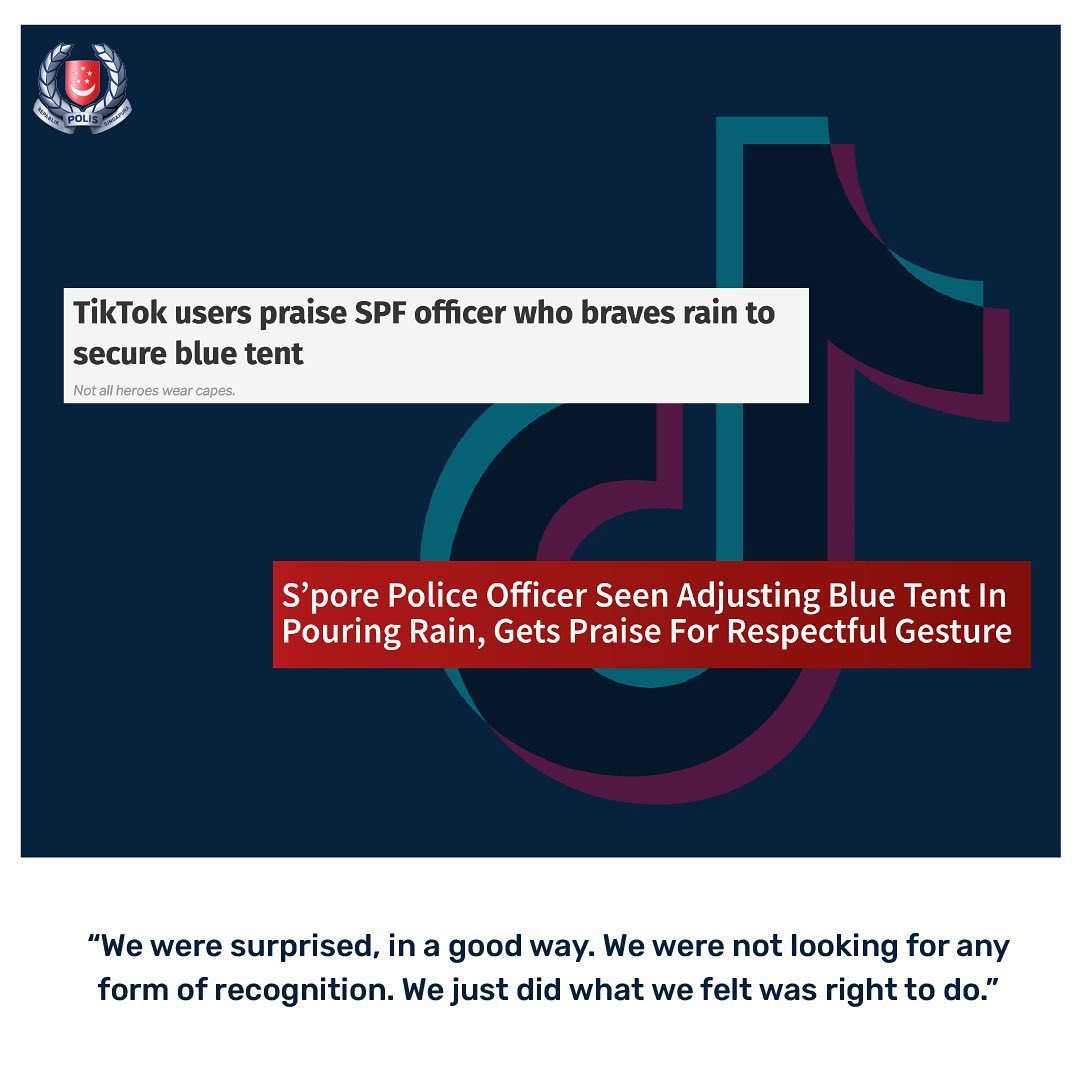 REPUBLIK POLIS SINGAPURA
TikTok users praise SPF officer who braves rain to
secure blue tent
Not all heroes wear capes.
S’pore Police Officer Seen Adjusting Blue Tent In
Pouring Rain, Gets Praise For Respectful Gesture
“We were surprised, in a good way. We were not looking for any
form of recognition. We just did what we felt was right to do.”